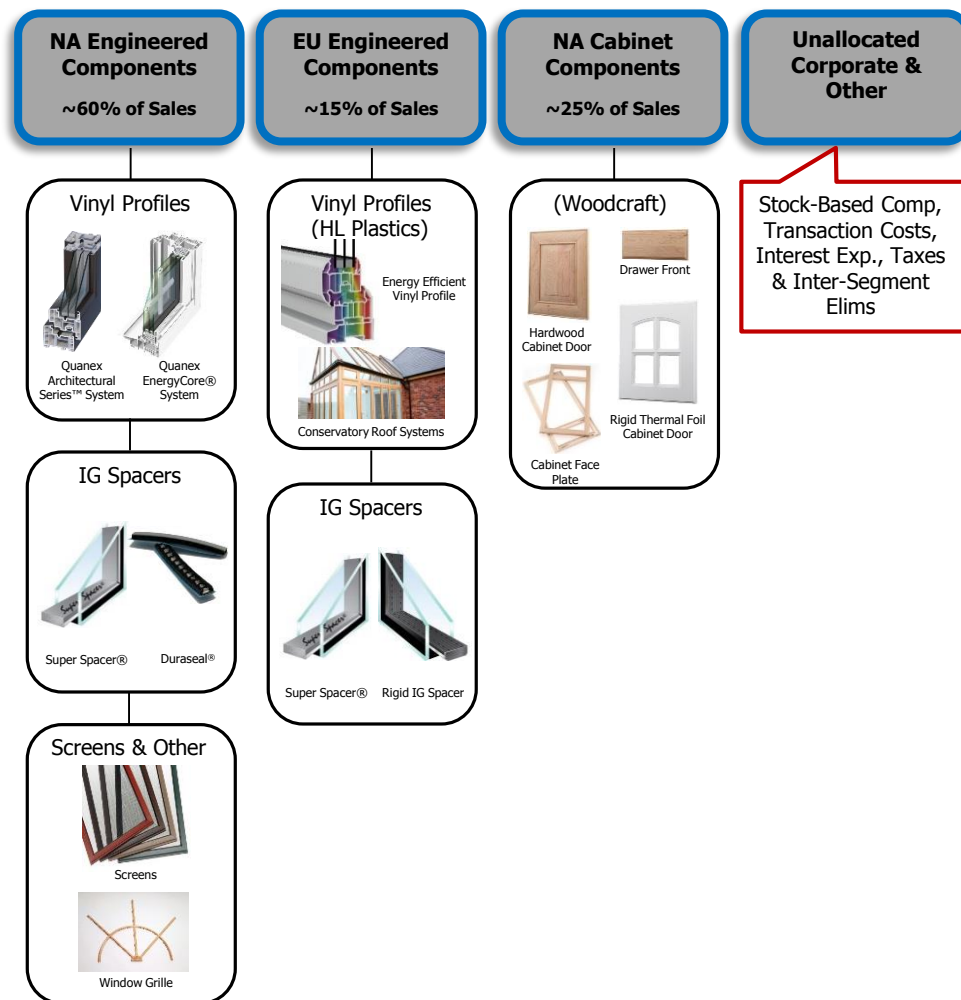 NA Engineered
Components
~60% of Sales
EU Engineered
Components
~15% of Sales
NA Cabinet
Components
~25% of Sales
Unallocated
Corporate &
Other
Vinyl Profiles
Quanex
Architectural
Series™ System
Quanex
EnergyCore®
System
IG Spacers
Super Spacer®
Super Spacer®
Duraseal®
Screens & Other
Screens
Window Grille
Vinyl Profiles
(HL Plastics)
Energy Efficient
Vinyl Profile
Conservatory Roof Systems
IG Spacers
Super Spacer®
Super Spacer®
Rigid IG Spacer
(Woodcraft)
Drawer Front
Hardwood
Cabinet Door
Rigid Thermal Foil
Cabinet Door
Cabinet Face
Plate
Stock-Based Comp,
Transaction Costs,
Interest Exp., Taxes
& Inter-Segment
Elims